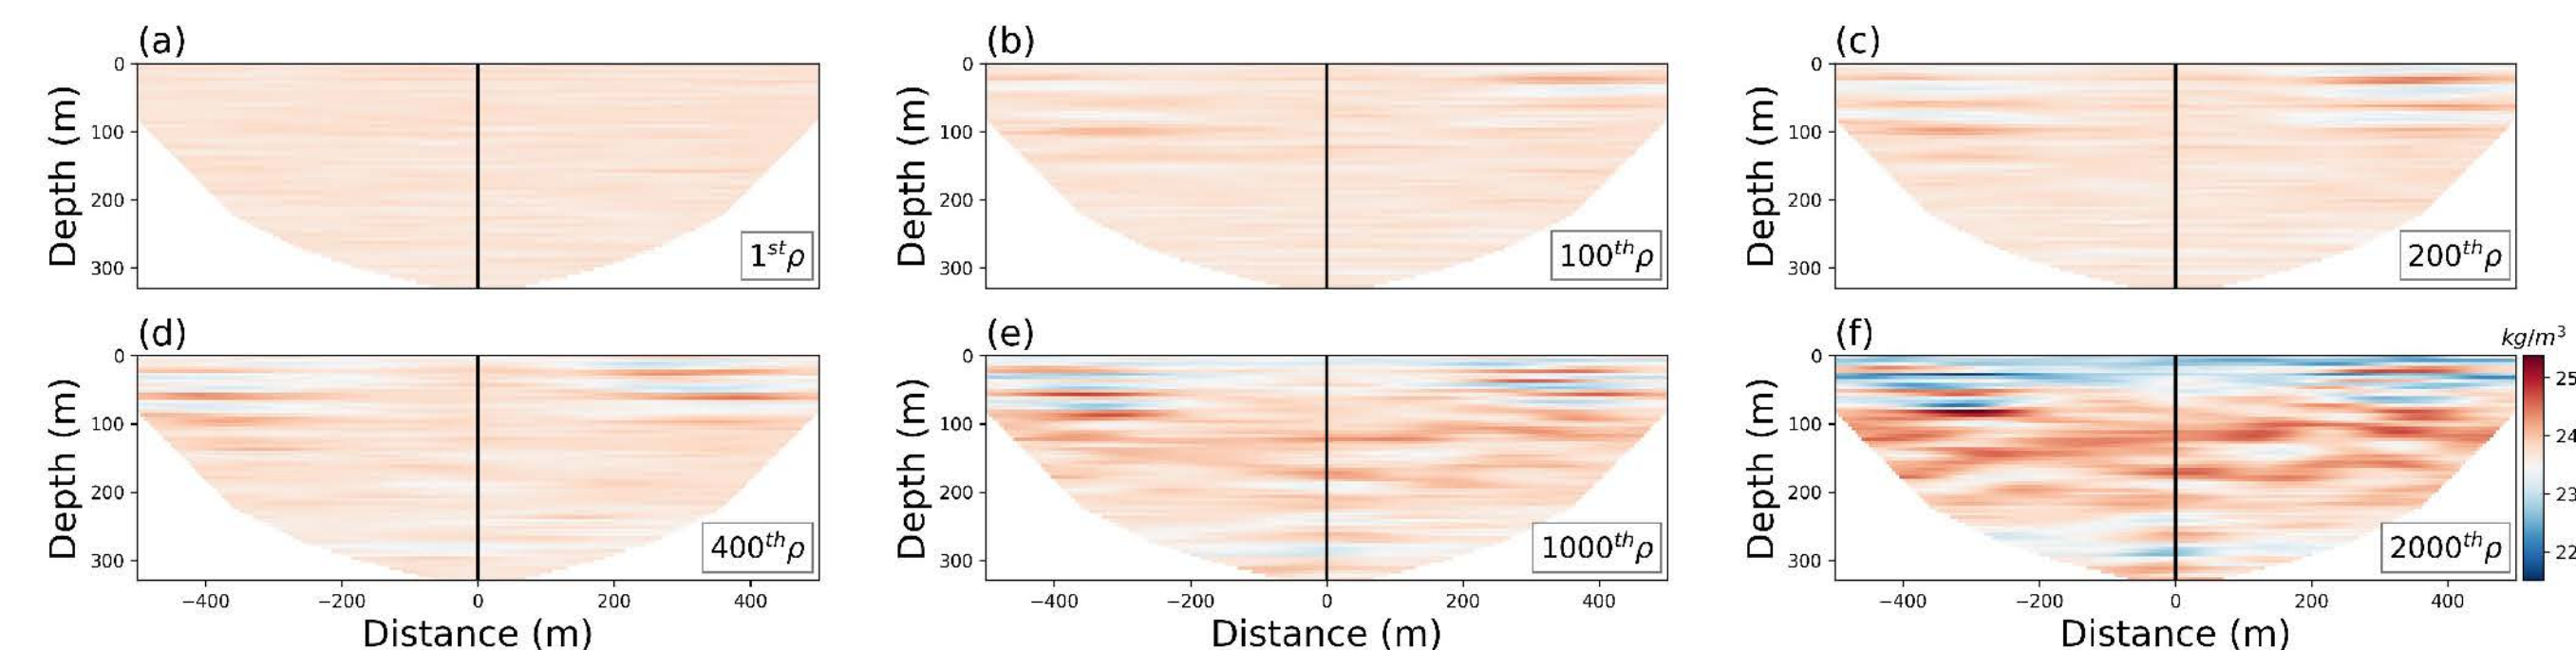 (a) (b) (c)
0 0 0
100 100 100
200 200 200
300 300 300
Depth (m) Depth (m) Depth (m)
1st ρ 100th ρ 200th ρ
(d) (e) (f) kg/m³
0 0 0
100 100 100
200 200 200
300 300 300
Depth (m) Depth (m) Depth (m)
400th ρ 1000th ρ 2000th ρ
25
24
23
22
−400 −200 0 200 400 −400 −200 0 200 400 −400 −200 0 200 400
Distance (m) Distance (m) Distance (m)